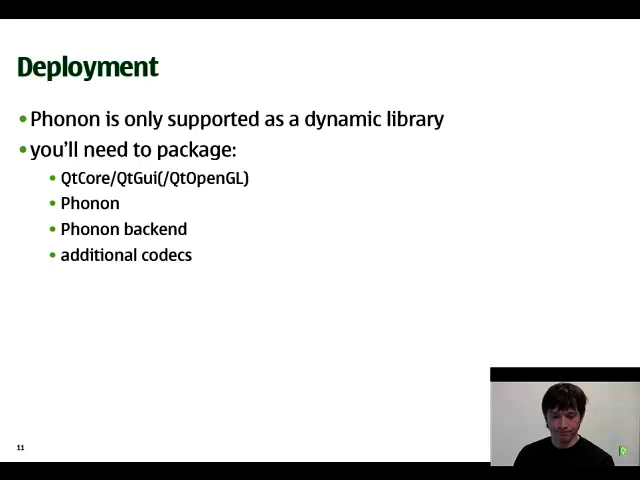 Deployment
•Phonon is only supported as a dynamic library
•you'll need to package:
• QtCore/QtGui(/QtOpenGL)
• Phonon
• Phonon backend
• additional codecs
11